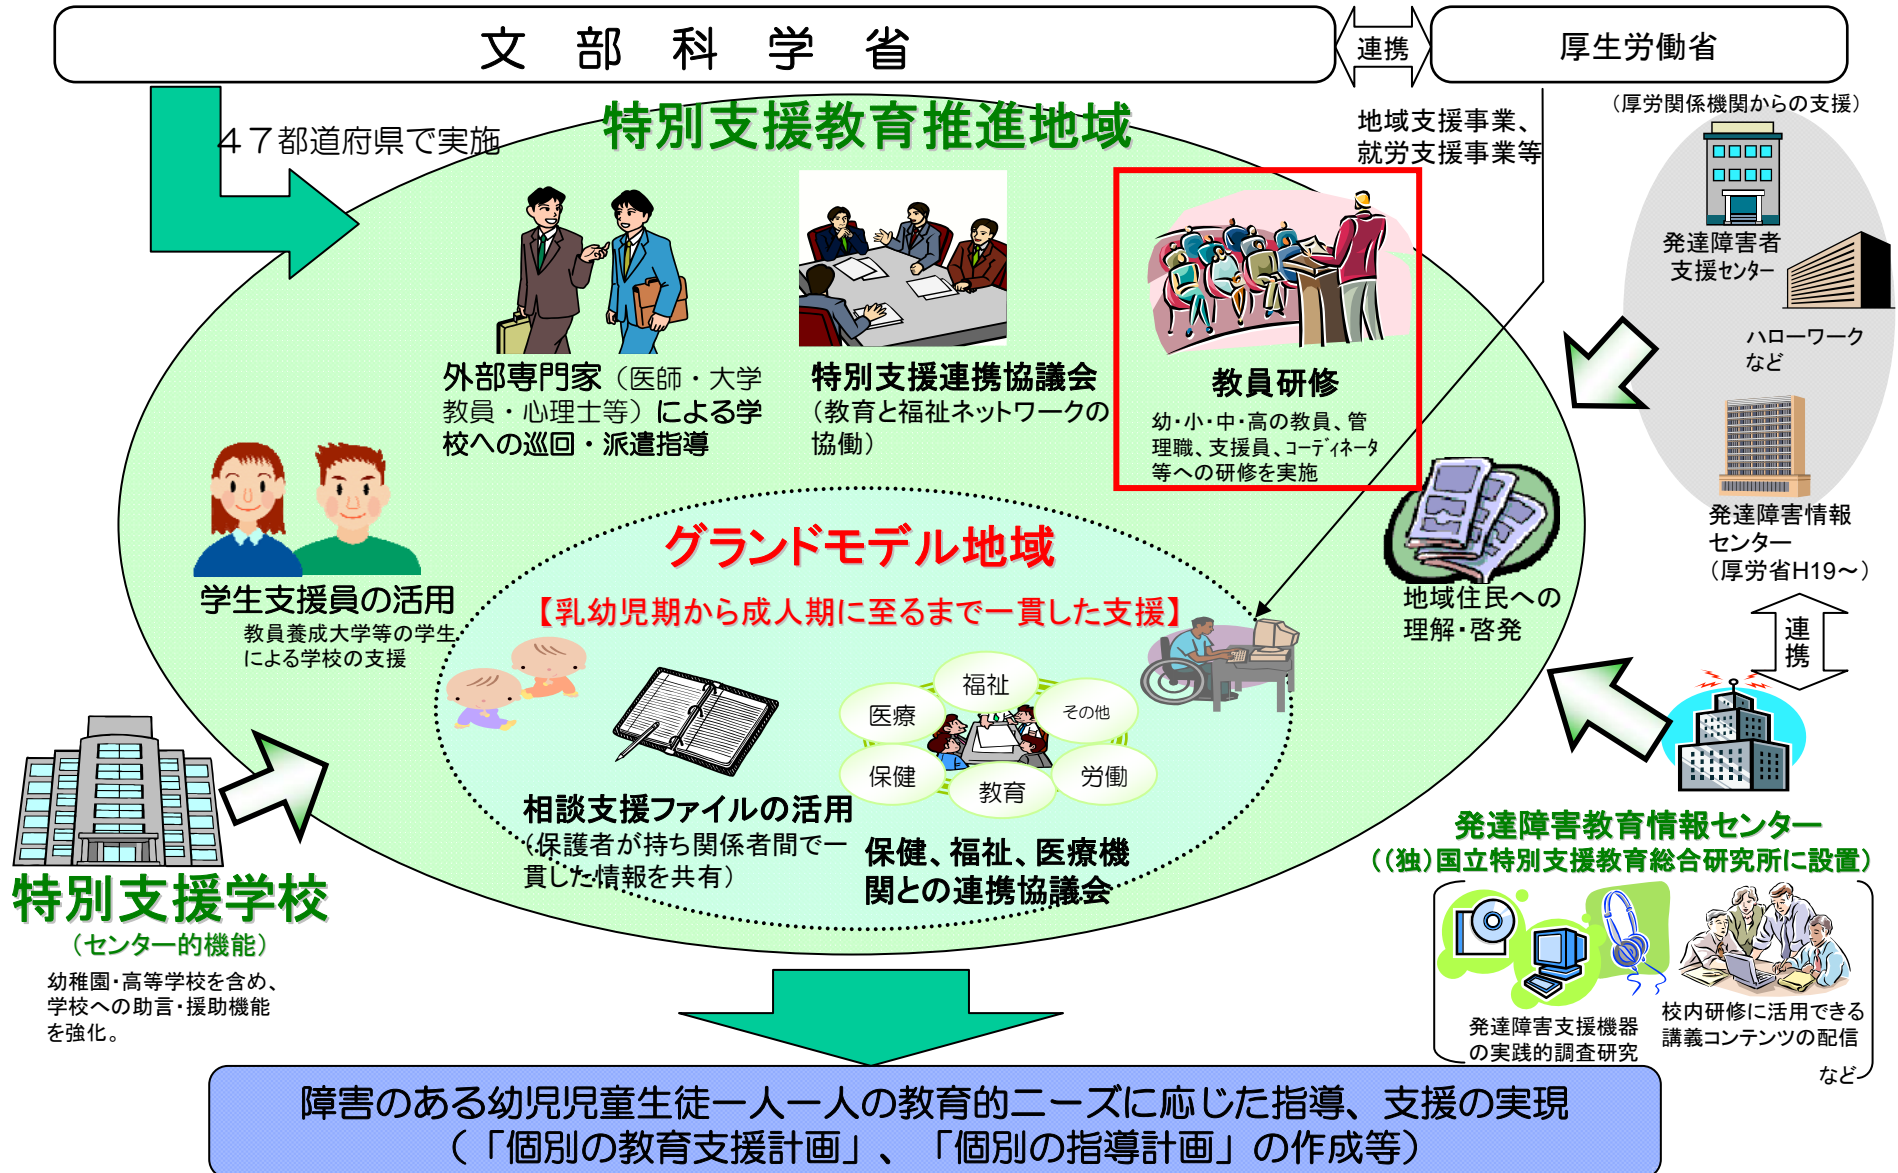 文部科学省
連携
厚生労働省
47都道府県で実施
特別支援教育推進地域
地域支援事業、
就労支援事業等
(厚労関係機関からの支援)
発達障害者
支援センター
ハローワーク
など
発達障害情報
センター
(厚労省H19～)
連
携
外部専門家(医師・大学
教員・心理士等)による学
校への巡回・派遣指導
特別支援連携協議会
(教育と福祉ネットワークの
協働)
教員研修
幼・小・中・高の教員、管
理職、支援員、コーディネータ
等への研修を実施
学生支援員の活用
教員養成大学等の学生
による学校の支援
地域住民への
理解・啓発
グランドモデル地域
【乳幼児期から成人期に至るまで一貫した支援】
福祉
医療
その他
保健
労働
教育
相談支援ファイルの活用
(保護者が持ち関係者間で一
貫した情報を共有)
保健、福祉、医療機
関との連携協議会
特別支援学校
(センター的機能)
幼稚園・高等学校を含め、
学校への助言・援助機能
を強化。
発達障害教育情報センター
((独)国立特別支援教育総合研究所に設置)
発達障害支援機器
の実践的調査研究
校内研修に活用できる
講義コンテンツの配信
など
障害のある幼児児童生徒一人一人の教育的ニーズに応じた指導、支援の実現
(「個別の教育支援計画」、「個別の指導計画」の作成等)